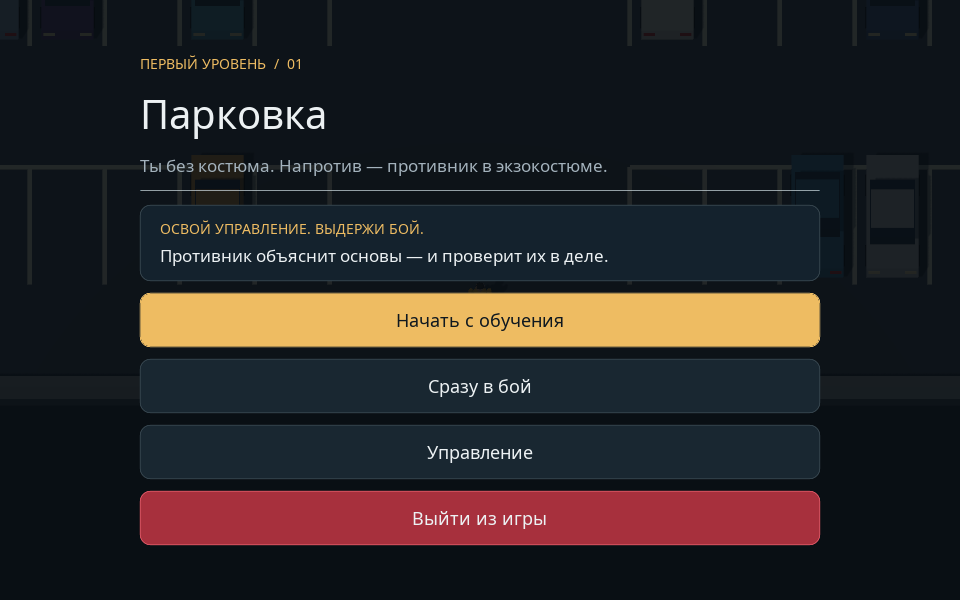 ПЕРВЫЙ УРОВЕНЬ / 01
Парковка
Ты без костюма. Напротив — противник в экзокостюме.
ОСВОЙ УПРАВЛЕНИЕ. ВЫДЕРЖИ БОЙ.
Противник объяснит основы — и проверит их в деле.
Начать с обучения
Сразу в бой
Управление
Выйти из игры